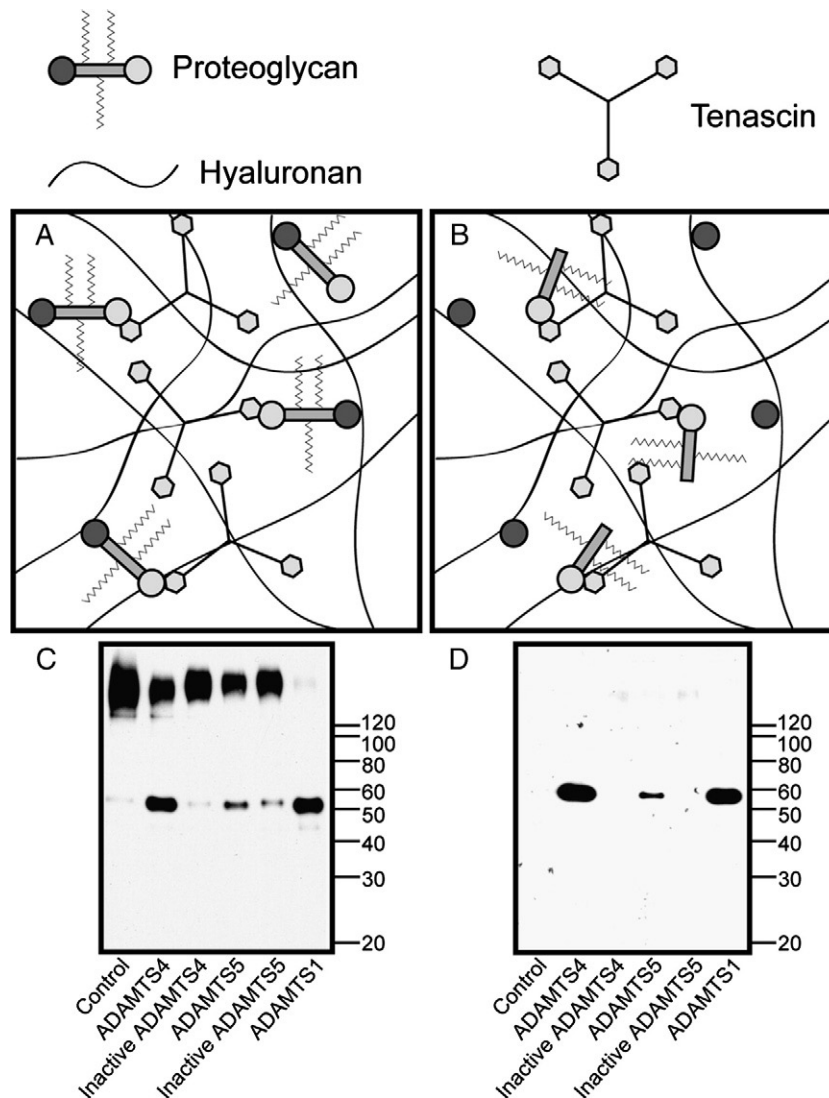 Proteoglycan
Tenascin
Hyaluronan
A
B
C
120
100
80
60
50
40
30
20
Control
ADAMTS4
Inactive ADAMTS4
ADAMTS5
Inactive ADAMTS5
ADAMTS1
D
120
100
80
60
50
40
30
20
Control
ADAMTS4
Inactive ADAMTS4
ADAMTS5
Inactive ADAMTS5
ADAMTS1